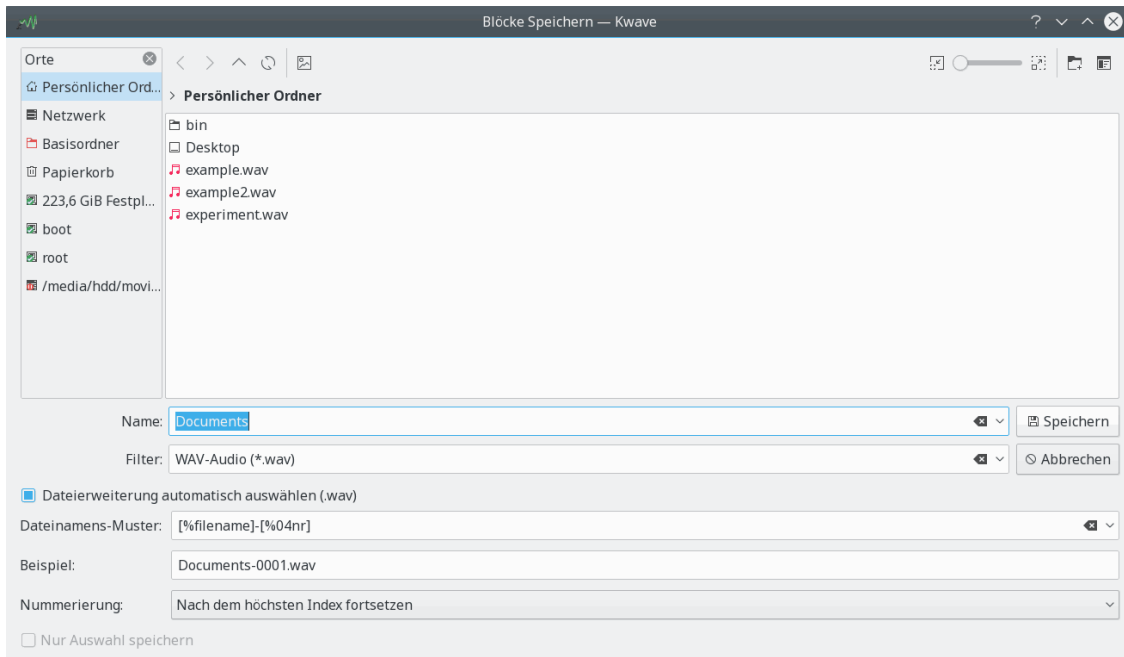 Blöcke Speichern — Kwave
Orte
Persönlicher Ord...
Netzwerk
Basisordner
Papierkorb
223,6 GiB Festpl...
boot
root
/media/hdd/movi...
Persönlicher Ordner
bin
Desktop
example.wav
example2.wav
experiment.wav
Name: Documents Speichern
Filter: WAV-Audio (*.wav) Abbrechen
Dateierweiterung automatisch auswählen (.wav)
Dateinamens-Muster: [%filename]-[%04nr]
Beispiel: Documents-0001.wav
Nummerierung: Nach dem höchsten Index fortsetzen
Nur Auswahl speichern